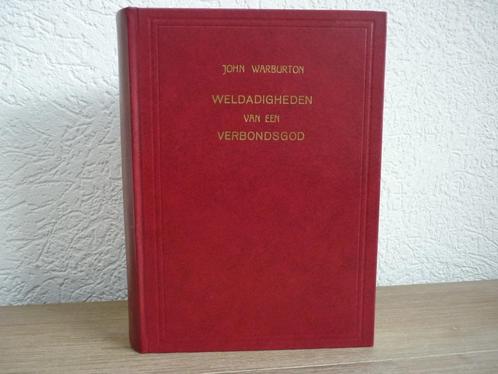 JOHN WARBURTON
WELDADIGHEDEN
VAN EEN
VERBONDSGOD